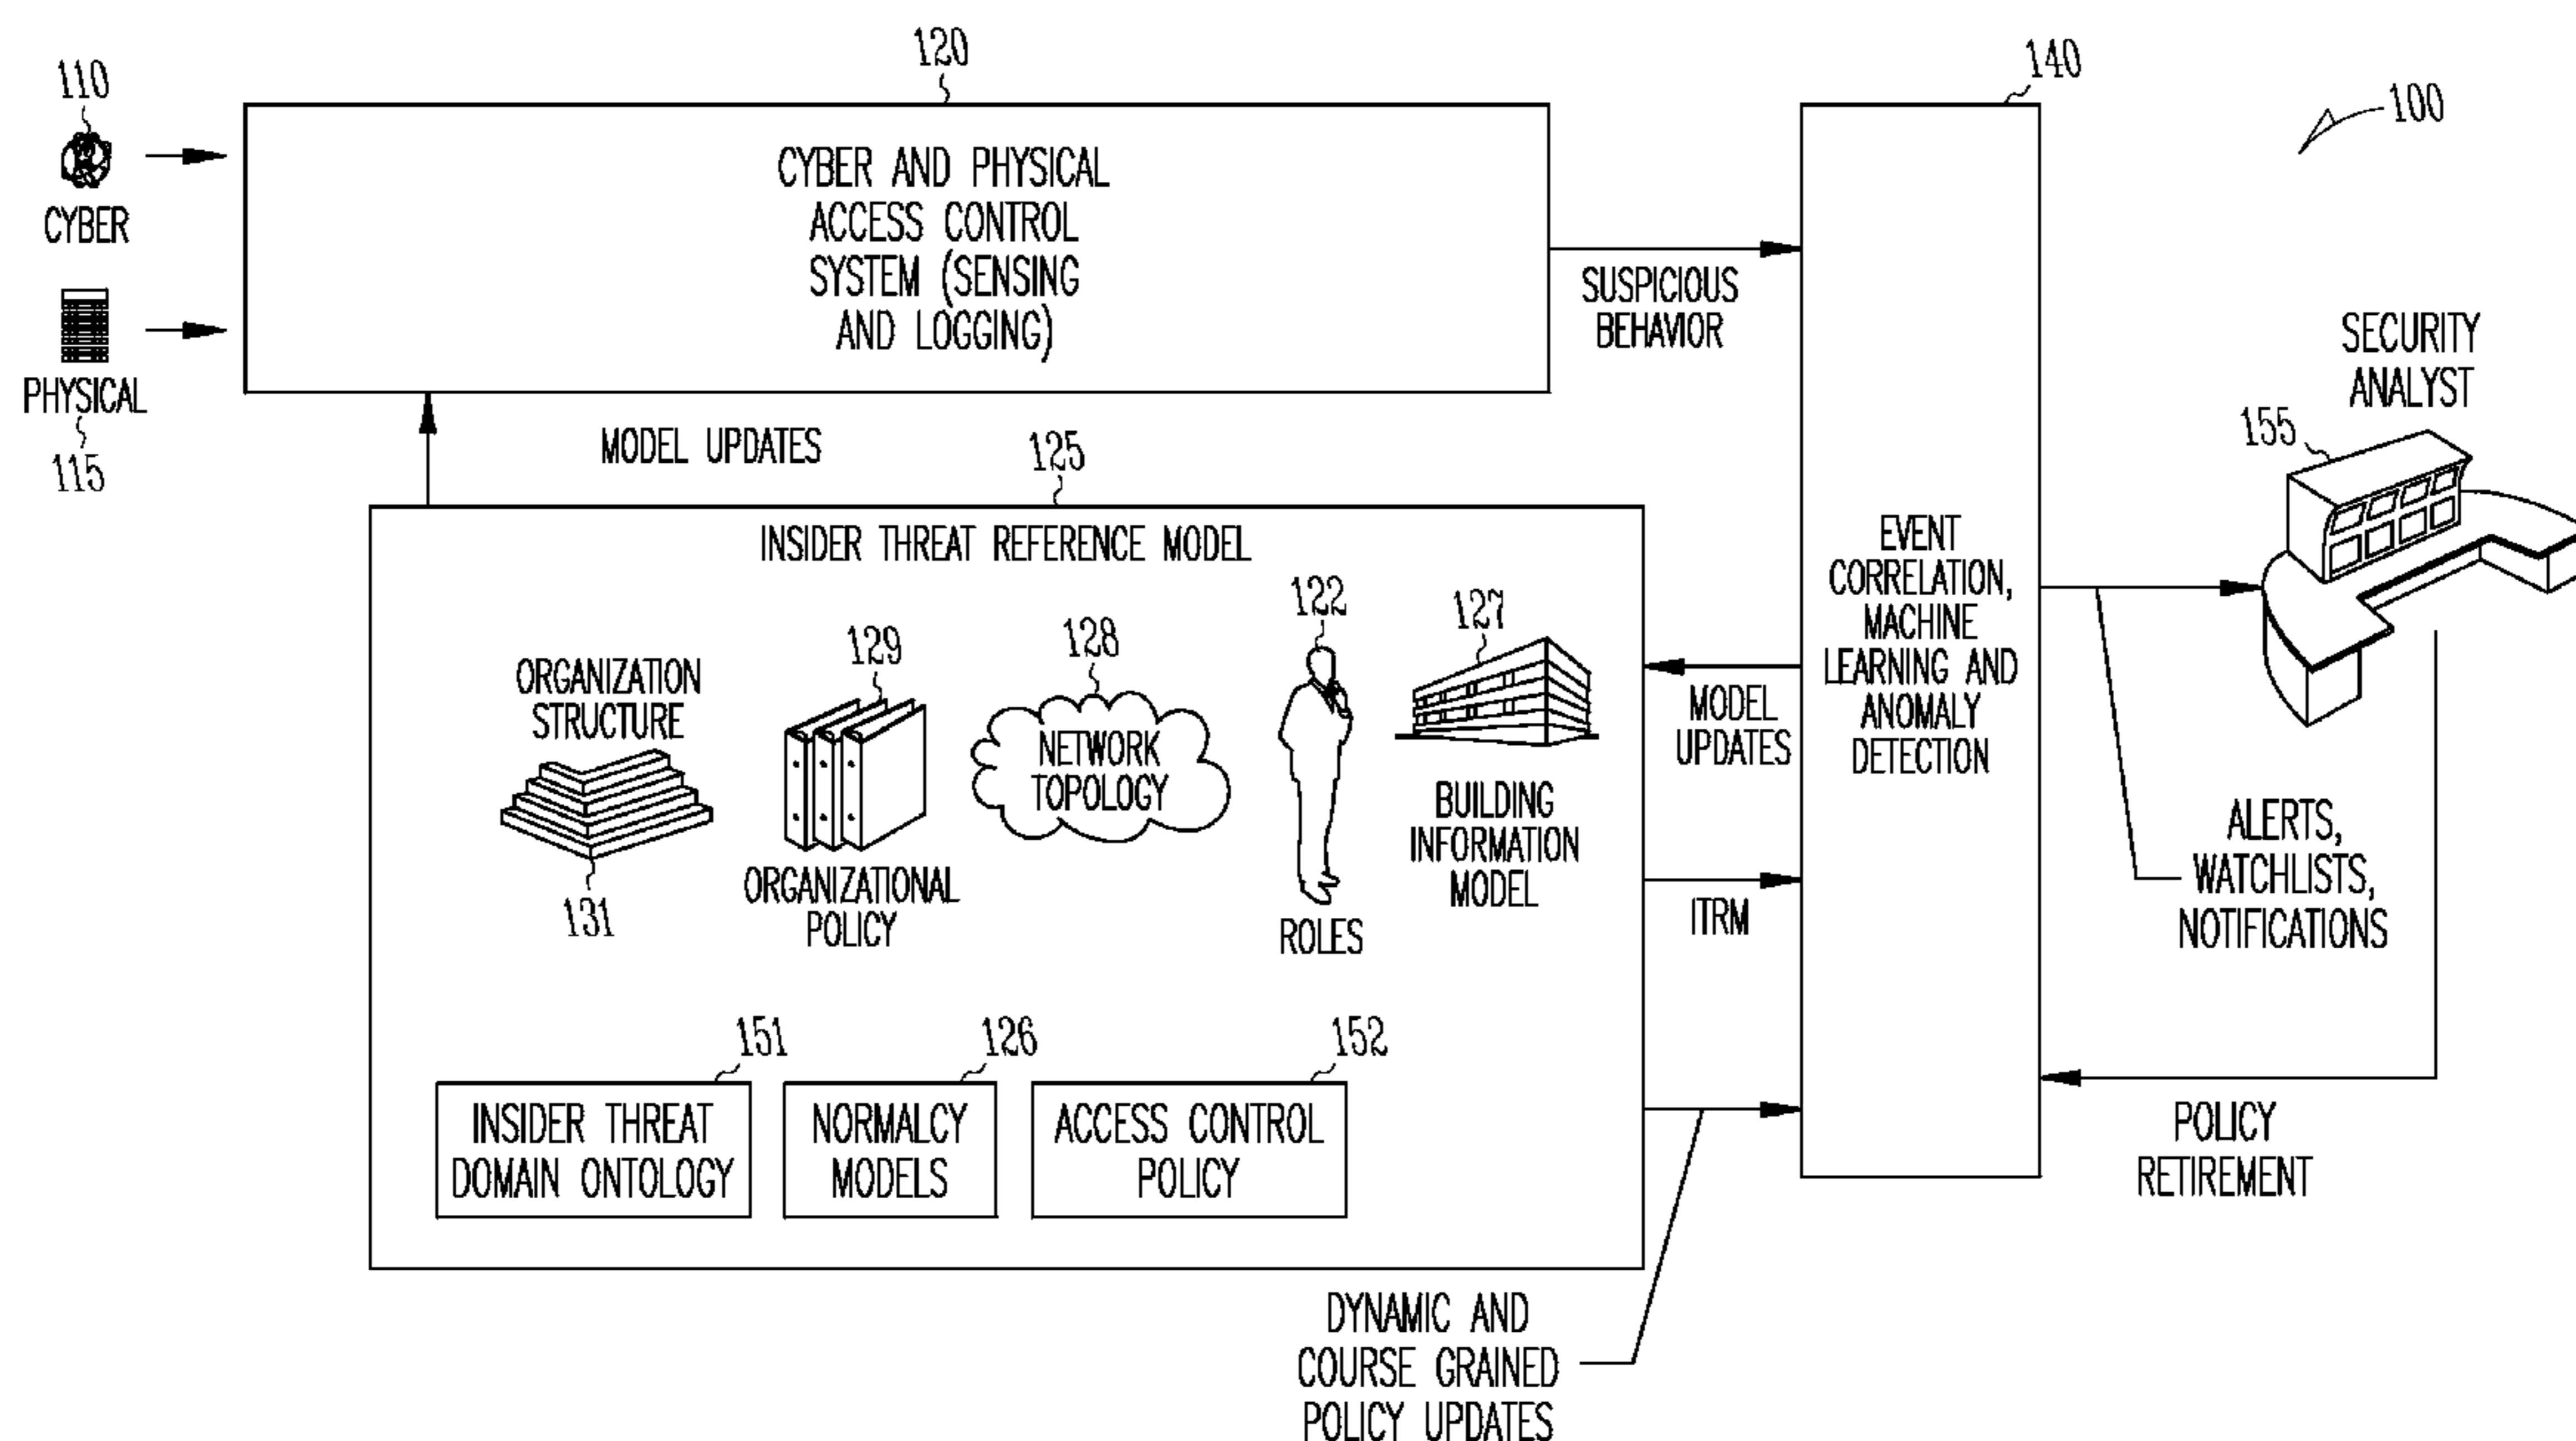 120
140
110
100
CYBER
PHYSICAL
115
CYBER AND PHYSICAL
ACCESS CONTROL
SYSTEM (SENSING
AND LOGGING)
SUSPICIOUS
BEHAVIOR
SECURITY
ANALYST
155
MODEL UPDATES
125
INSIDER THREAT REFERENCE MODEL
ORGANIZATION
STRUCTURE
131
129
ORGANIZATIONAL
POLICY
128
NETWORK
TOPOLOGY
122
ROLES
127
BUILDING
INFORMATION
MODEL
MODEL
UPDATES
ITRM
EVENT
CORRELATION,
MACHINE
LEARNING AND
ANOMALY
DETECTION
ALERTS,
WATCHLISTS,
NOTIFICATIONS
151
INSIDER THREAT
DOMAIN ONTOLOGY
126
NORMALCY
MODELS
152
ACCESS CONTROL
POLICY
POLICY
RETIREMENT
DYNAMIC AND
COURSE GRAINED
POLICY UPDATES